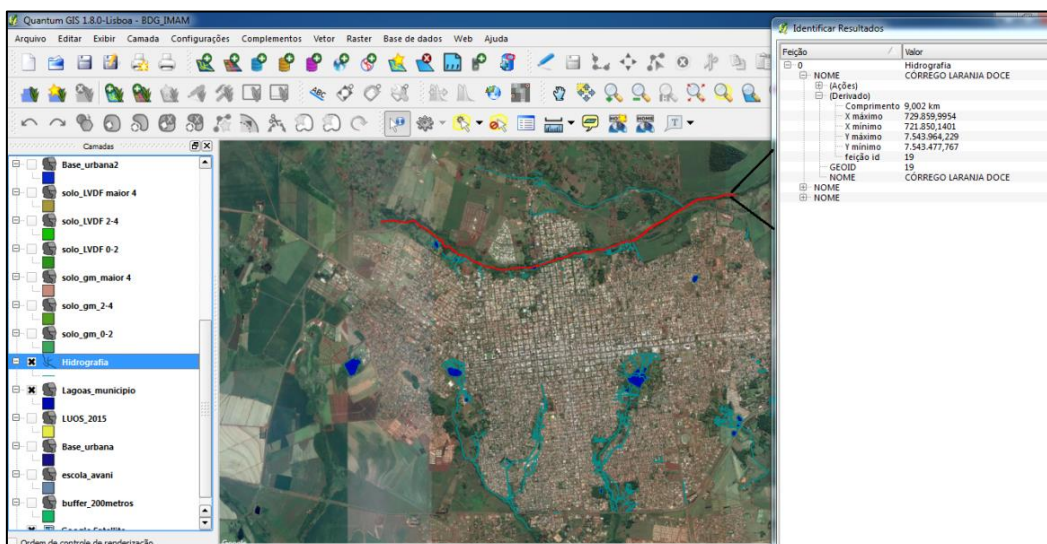 Quantum GIS 1.8.0-Lisboa - BDG_IMAM
Arquivo Editar Exibir Camada Configurações Complementos Vetor Raster Base de dados Web Ajuda
Camadas
Base_urbana2
solo_LVDF maior 4
solo_LVDF 2-4
solo_LVDF 0-2
solo_gm_maior 4
solo_gm_2-4
solo_gm_0-2
Hidrografia
Lagoas_municipio
LUOS_2015
Base_urbana
escola_avani
buffer_200metros
Google Satellite
Ordem de controle de renderização
Google
Identificar Resultados
Feição Valor
0 Hidrografia
NOME CÓRREGO LARANJA DOCE
(Ações)
(Derivado)
Comprimento 9,002 km
X máximo 729.859,9954
X mínimo 721.850,1401
Y máximo 7.543.964,229
Y mínimo 7.543.477,767
feição id 19
GEOID 19
NOME CÓRREGO LARANJA DOCE
NOME
NOME